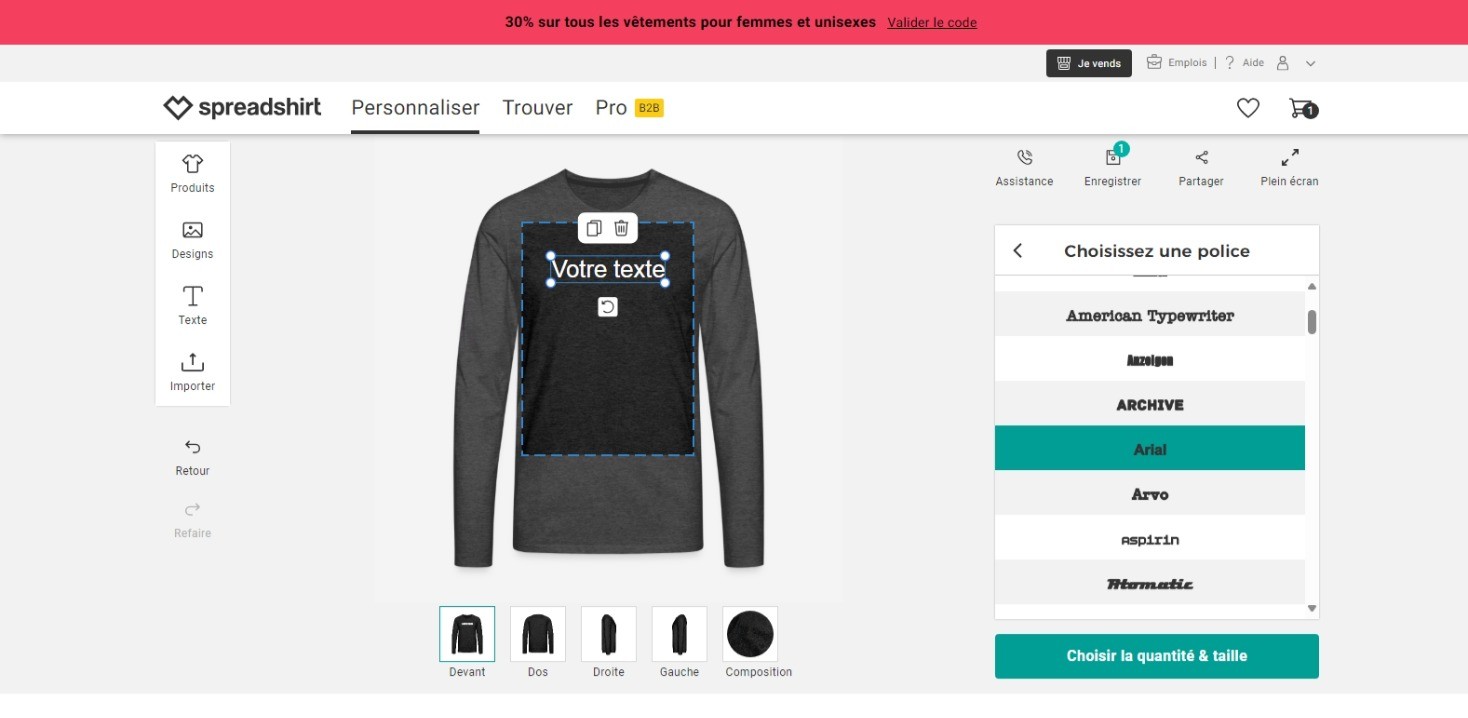 30% sur tous les vêtements pour femmes et unisexes Valider le code
Je vends
Emplois | Aide
spreadshirt
Personnaliser Trouver Pro B2B
1
Produits
Designs
Texte
Importer
Retour
Refaire
Votre texte
Devant Dos Droite Gauche Composition
1
Assistance Enregistrer Partager Plein écran
Choisissez une police
American Typewriter
Anzeigen
ARCHIVE
Arial
Arvo
Aspirin
Atomatic
Choisir la quantité & taille